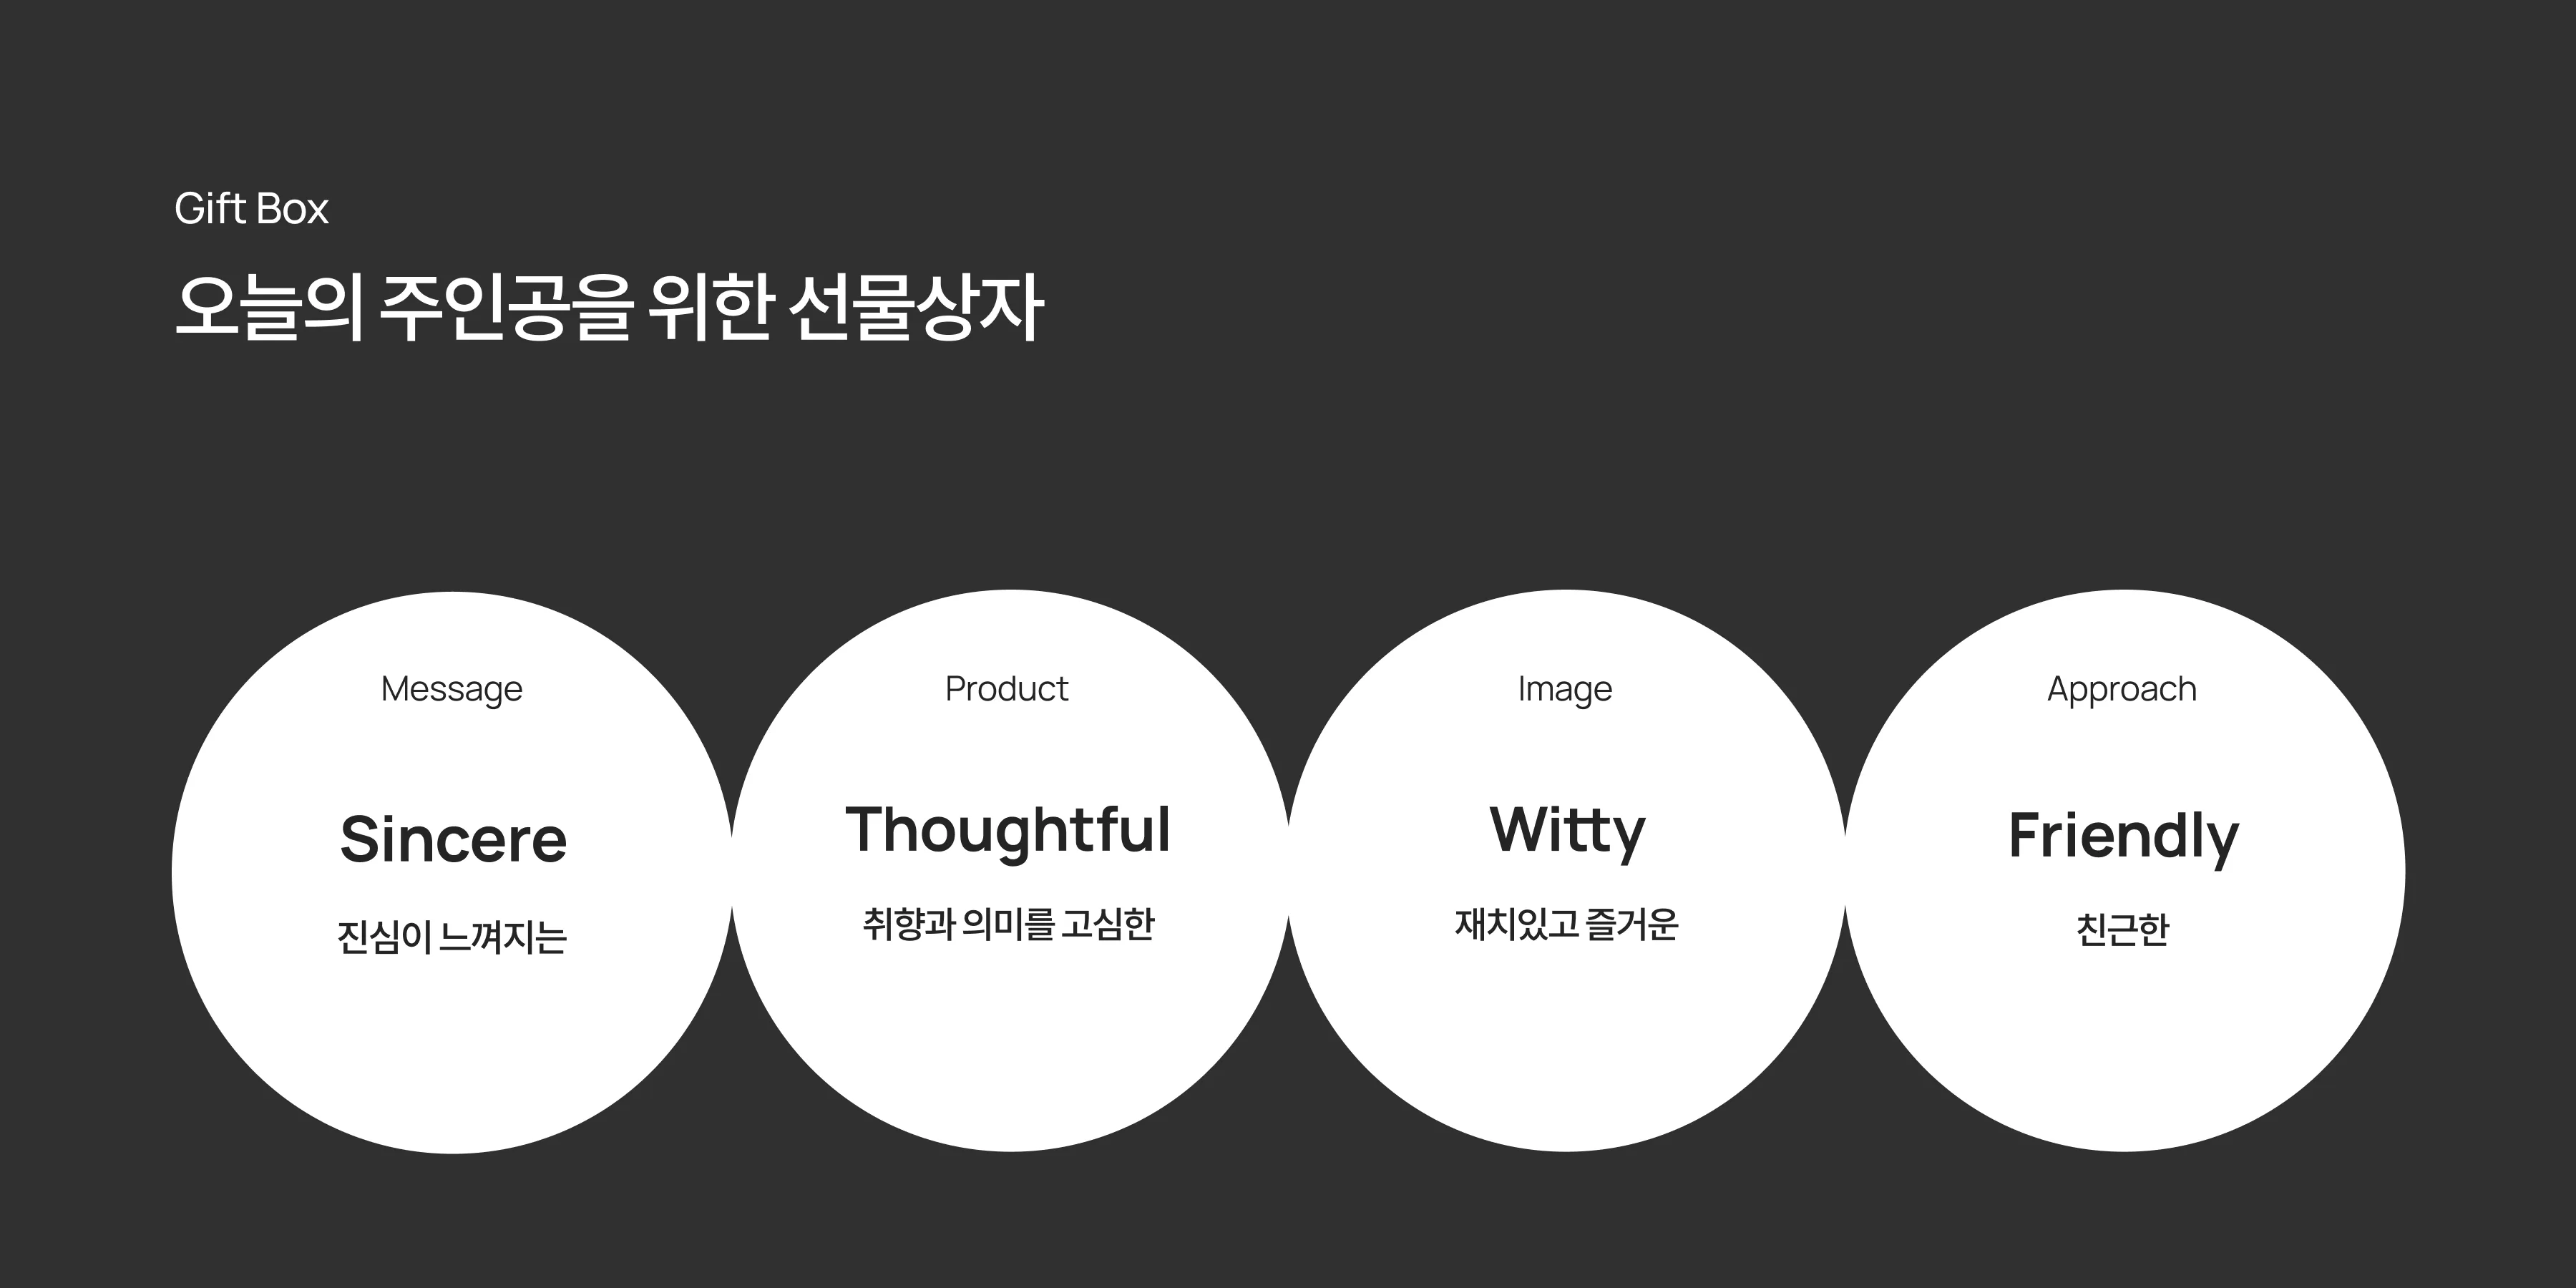 Gift Box
오늘의 주인공을 위한 선물상자
Message
Sincere
진심이 느껴지는
Product
Thoughtful
취향과 의미를 고심한
Image
Witty
재치있고 즐거운
Approach
Friendly
친근한